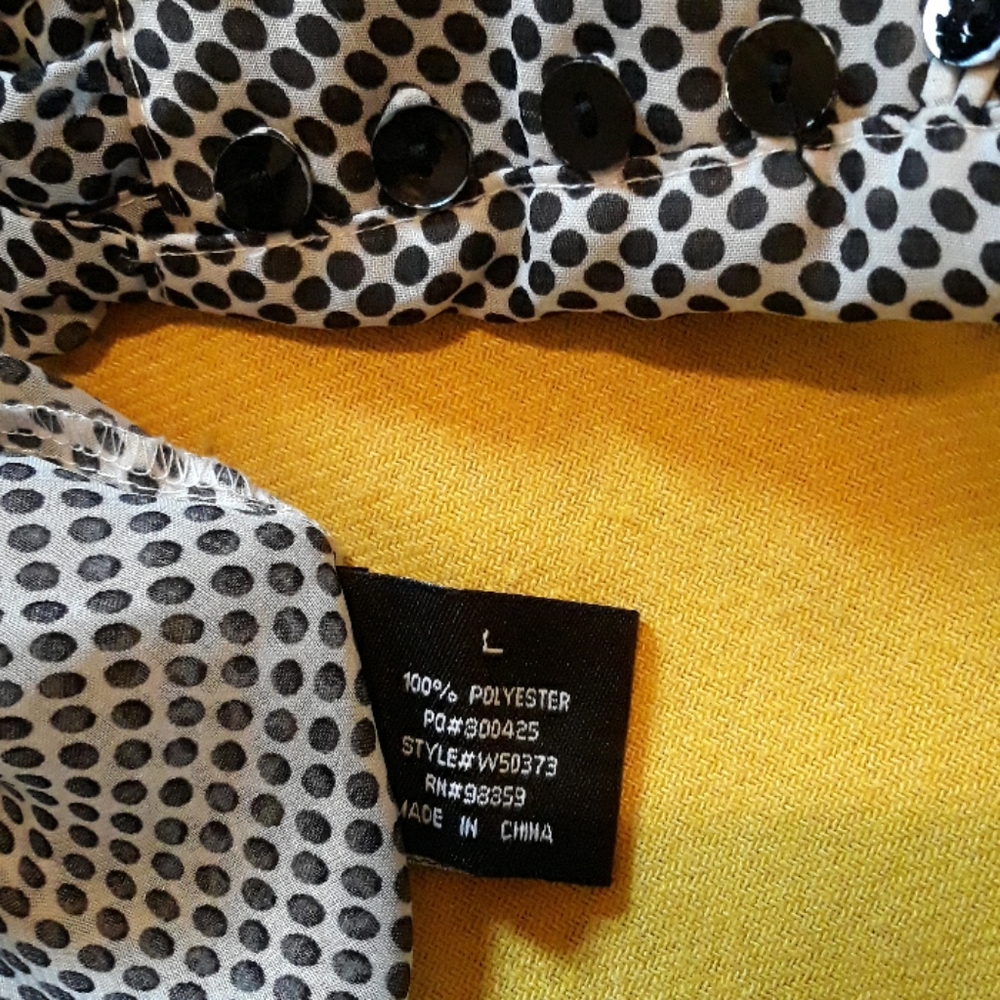 L
100% POLYESTER
PO#800425
STYLE#W50373
RN#98359
MADE IN CHINA